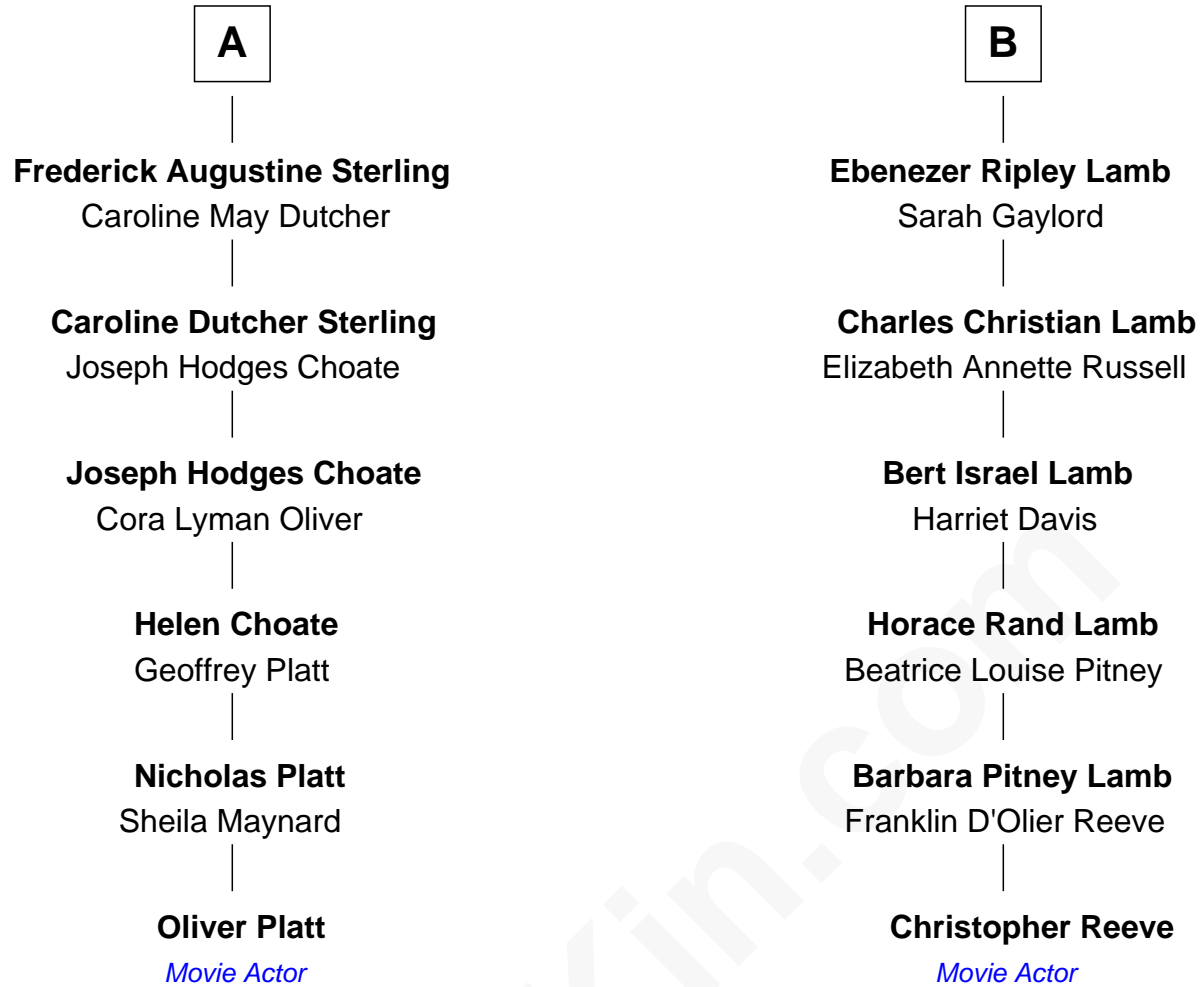 A
Frederick Augustine Sterling
Caroline May Dutcher
Caroline Dutcher Sterling
Joseph Hodges Choate
Joseph Hodges Choate
Cora Lyman Oliver
Helen Choate
Geoffrey Platt
Nicholas Platt
Sheila Maynard
Oliver Platt
Movie Actor
B
Ebenezer Ripley Lamb
Sarah Gaylord
Charles Christian Lamb
Elizabeth Annette Russell
Bert Israel Lamb
Harriet Davis
Horace Rand Lamb
Beatrice Louise Pitney
Barbara Pitney Lamb
Franklin D'Olier Reeve
Christopher Reeve
Movie Actor